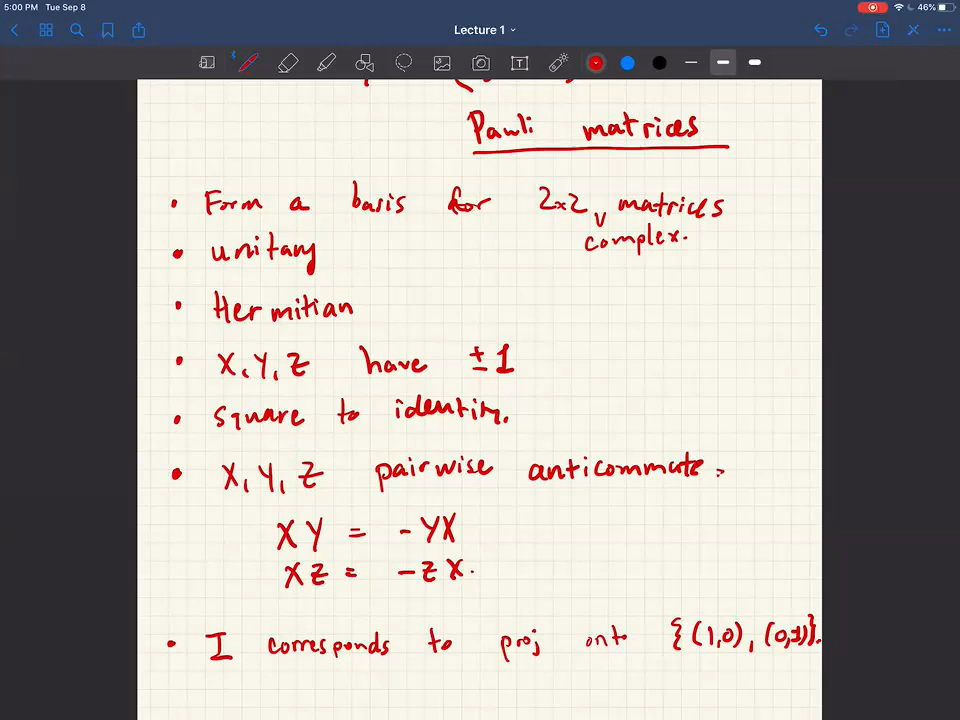 5:00 PM Tue Sep 8
46%
Lecture 1
Pauli matrices
• Form a basis for 2x2 matrices
complex.
• unitary
• Hermitian
• X, Y, Z have ±1
• square to identity.
• X, Y, Z pairwise anticommute.
XY = -YX
XZ = -ZX.
• I corresponds to proj onto {(1,0), (0,1)}.